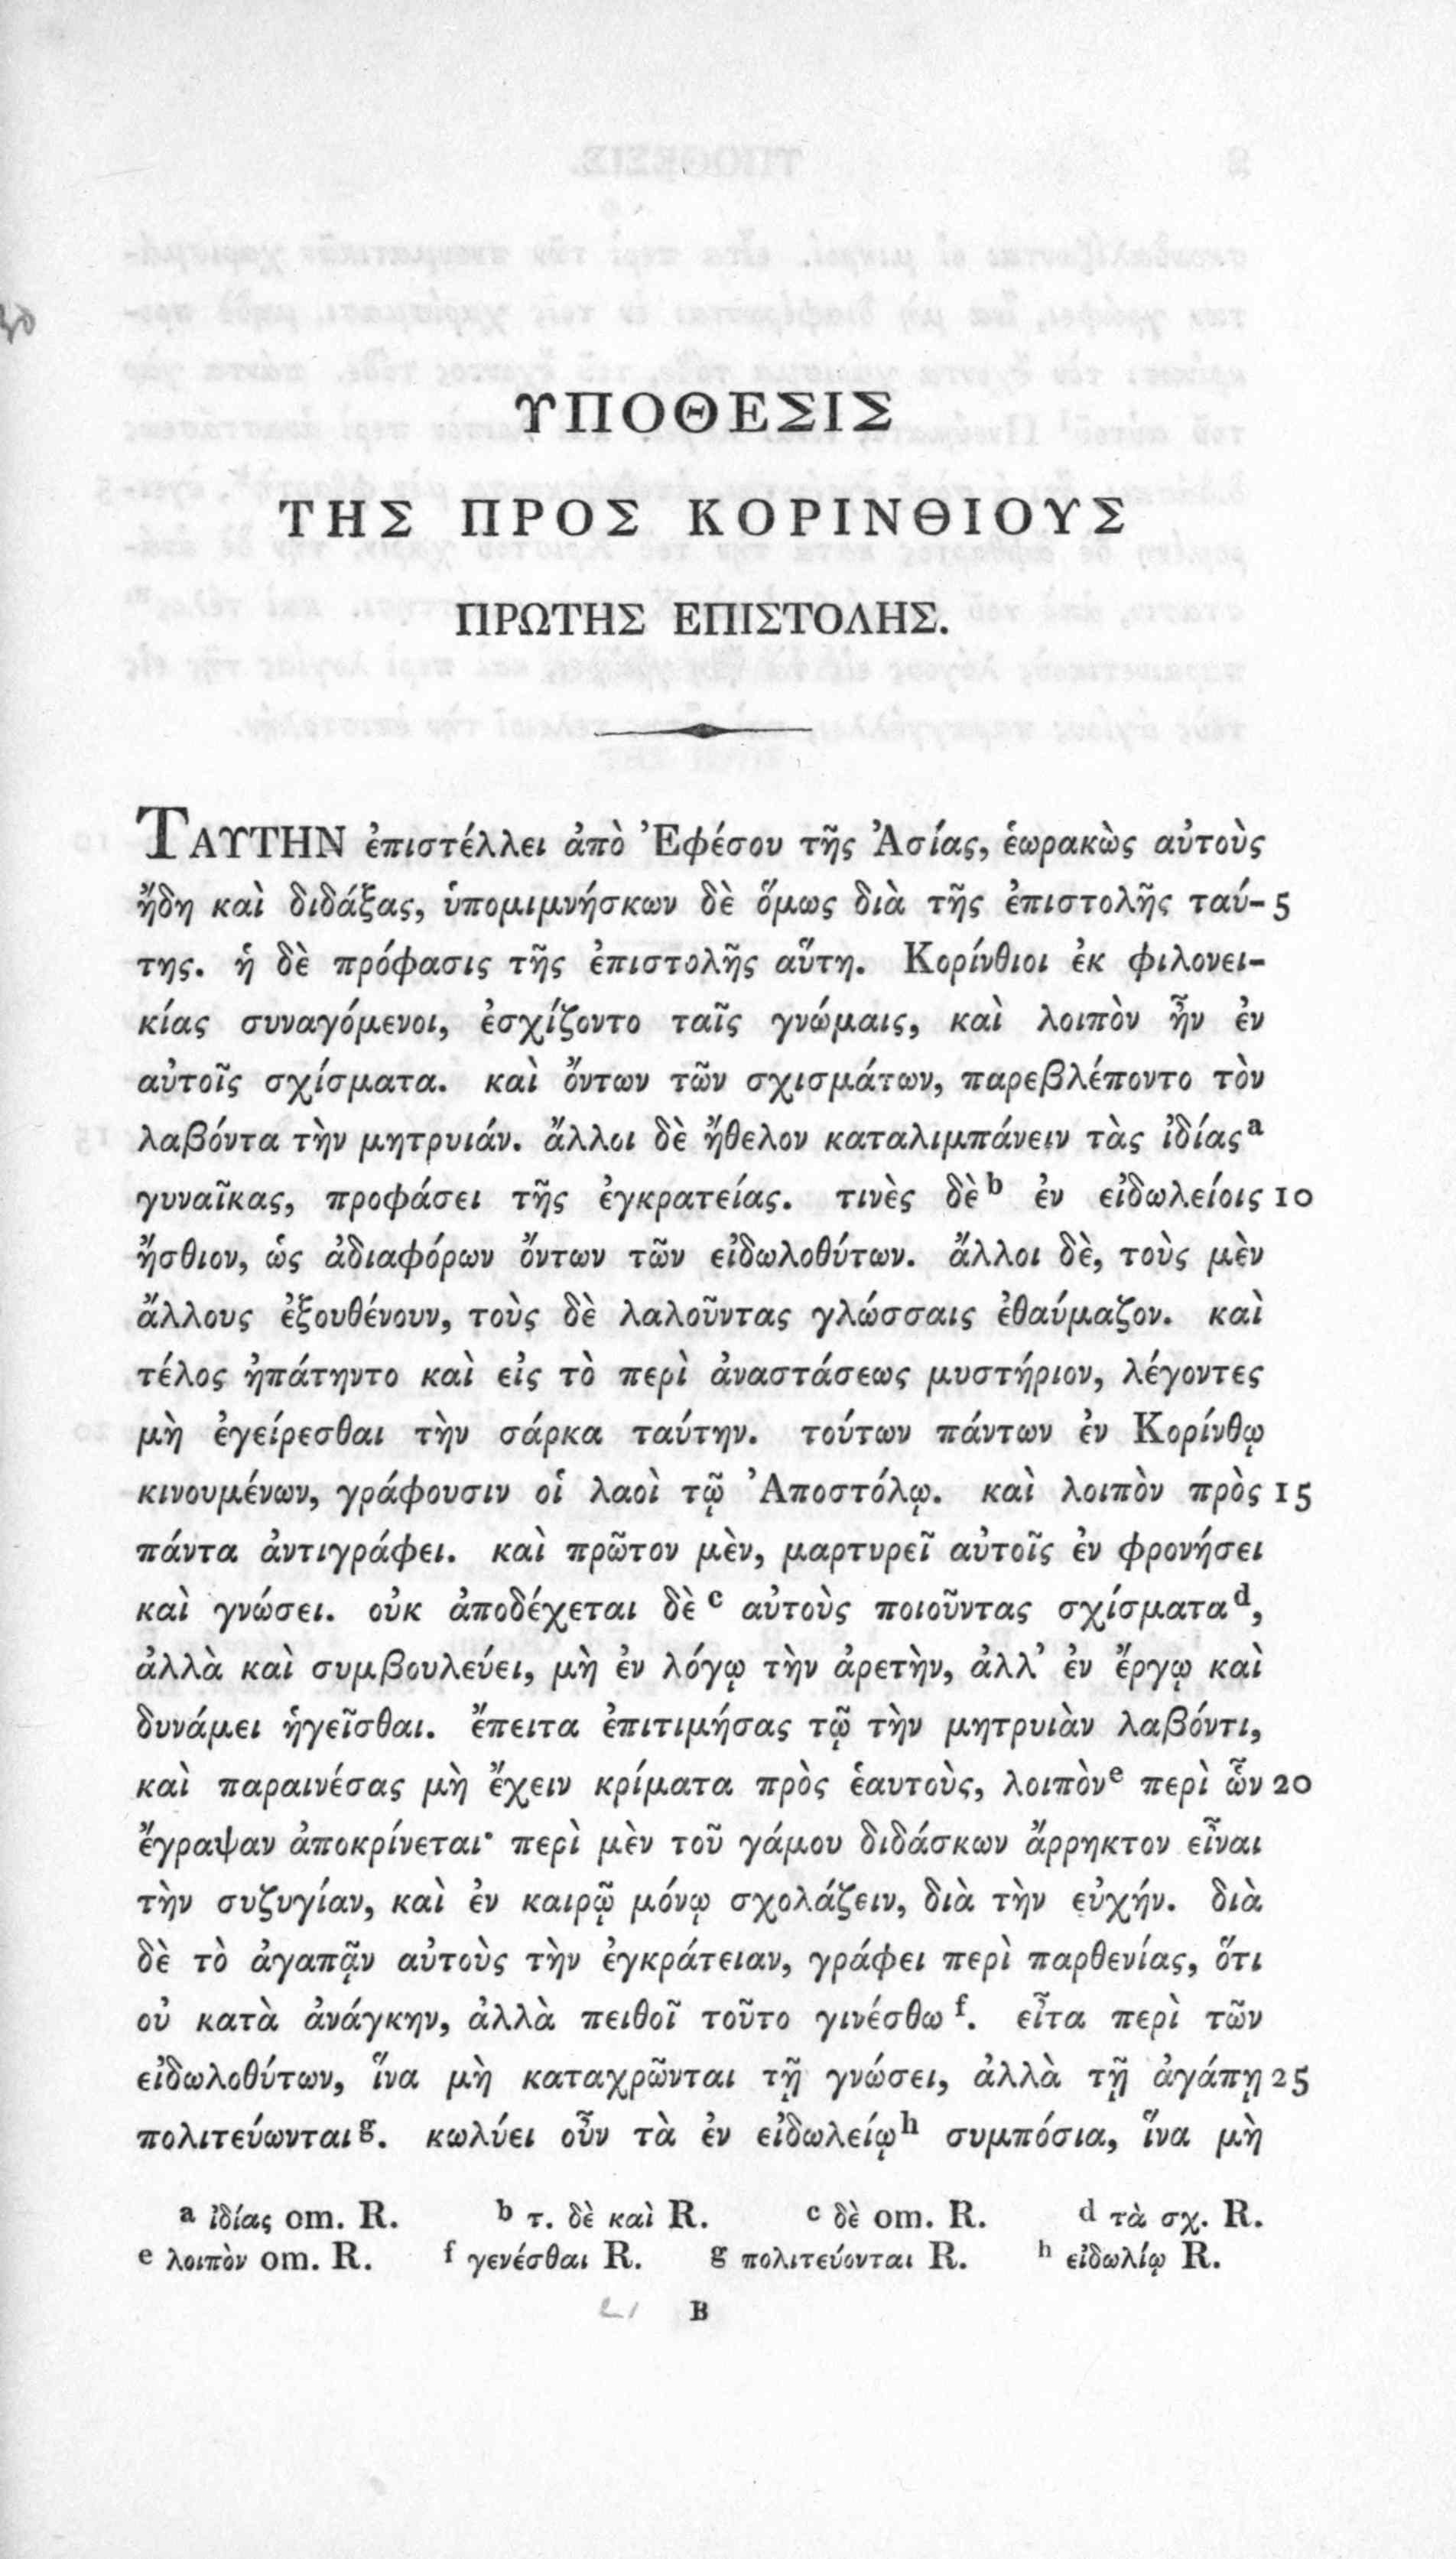 ΥΠΟΘΕΣΙΣ
ΤΗΣ ΠΡΟΣ ΚΟΡΙΝΘΙΟΥΣ
ΠΡΩΤΗΣ ΕΠΙΣΤΟΛΗΣ.
ΤΑΥΤΗΝ ἐπιστέλλει ἀπὸ Ἐφέσου τῆς Ἀσίας, ἑωρακὼς αὐτοὺς
ἤδη καὶ διδάξας, ὑπομιμνήσκων δὲ ὅμως διὰ τῆς ἐπιστολῆς ταύ- 5
της. ἡ δὲ πρόφασις τῆς ἐπιστολῆς αὕτη. Κορίνθιοι ἐκ φιλονει-
κίας συναγόμενοι, ἐσχίζοντο ταῖς γνώμαις, καὶ λοιπὸν ἦν ἐν
αὐτοῖς σχίσματα. καὶ ὄντων τῶν σχισμάτων, παρεβλέποντο τὸν
λαβόντα τὴν μητρυιάν. ἄλλοι δὲ ἤθελον καταλιμπάνειν τὰς ἰδίας a
γυναῖκας, προφάσει τῆς ἐγκρατείας. τινὲς δὲ b ἐν εἰδωλείοις 10
ἤσθιον, ὡς ἀδιαφόρων ὄντων τῶν εἰδωλοθύτων. ἄλλοι δὲ, τοὺς μὲν
ἄλλους ἐξουθένουν, τοὺς δὲ λαλοῦντας γλώσσαις ἐθαύμαζον. καὶ
τέλος ἠπάτηντο καὶ εἰς τὸ περὶ ἀναστάσεως μυστήριον, λέγοντες
μὴ ἐγείρεσθαι τὴν σάρκα ταύτην. τούτων πάντων ἐν Κορίνθῳ
κινουμένων, γράφουσιν οἱ λαοὶ τῷ Ἀποστόλῳ. καὶ λοιπὸν πρὸς 15
πάντα ἀντιγράφει. καὶ πρῶτον μὲν, μαρτυρεῖ αὐτοῖς ἐν φρονήσει
καὶ γνώσει. οὐκ ἀποδέχεται δὲ c αὐτοὺς ποιοῦντας σχίσματα d,
ἀλλὰ καὶ συμβουλεύει, μὴ ἐν λόγῳ τὴν ἀρετὴν, ἀλλ’ ἐν ἔργῳ καὶ
δυνάμει ἡγεῖσθαι. ἔπειτα ἐπιτιμήσας τῷ τὴν μητρυιὰν λαβόντι,
καὶ παραινέσας μὴ ἔχειν κρίματα πρὸς ἑαυτοὺς, λοιπὸν e περὶ ὧν 20
ἔγραψαν ἀποκρίνεται· περὶ μὲν τοῦ γάμου διδάσκων ἄρρηκτον εἶναι
τὴν συζυγίαν, καὶ ἐν καιρῷ μόνῳ σχολάζειν, διὰ τὴν εὐχήν. διὰ
δὲ τὸ ἀγαπᾷν αὐτοὺς τὴν ἐγκράτειαν, γράφει περὶ παρθενίας, ὅτι
οὐ κατὰ ἀνάγκην, ἀλλὰ πειθοῖ τοῦτο γινέσθω f. εἶτα περὶ τῶν
εἰδωλοθύτων, ἵνα μὴ καταχρῶνται τῇ γνώσει, ἀλλὰ τῇ ἀγάπῃ 25
πολιτεύωνται g. κωλύει οὖν τὰ ἐν εἰδωλείῳ h συμπόσια, ἵνα μὴ
a ἰδίας om. R. b τ. δὲ καὶ R. c δὲ om. R. d τὰ σχ. R.
e λοιπὸν om. R. f γενέσθαι R. g πολιτεύονται R. h εἰδωλίῳ R.
B